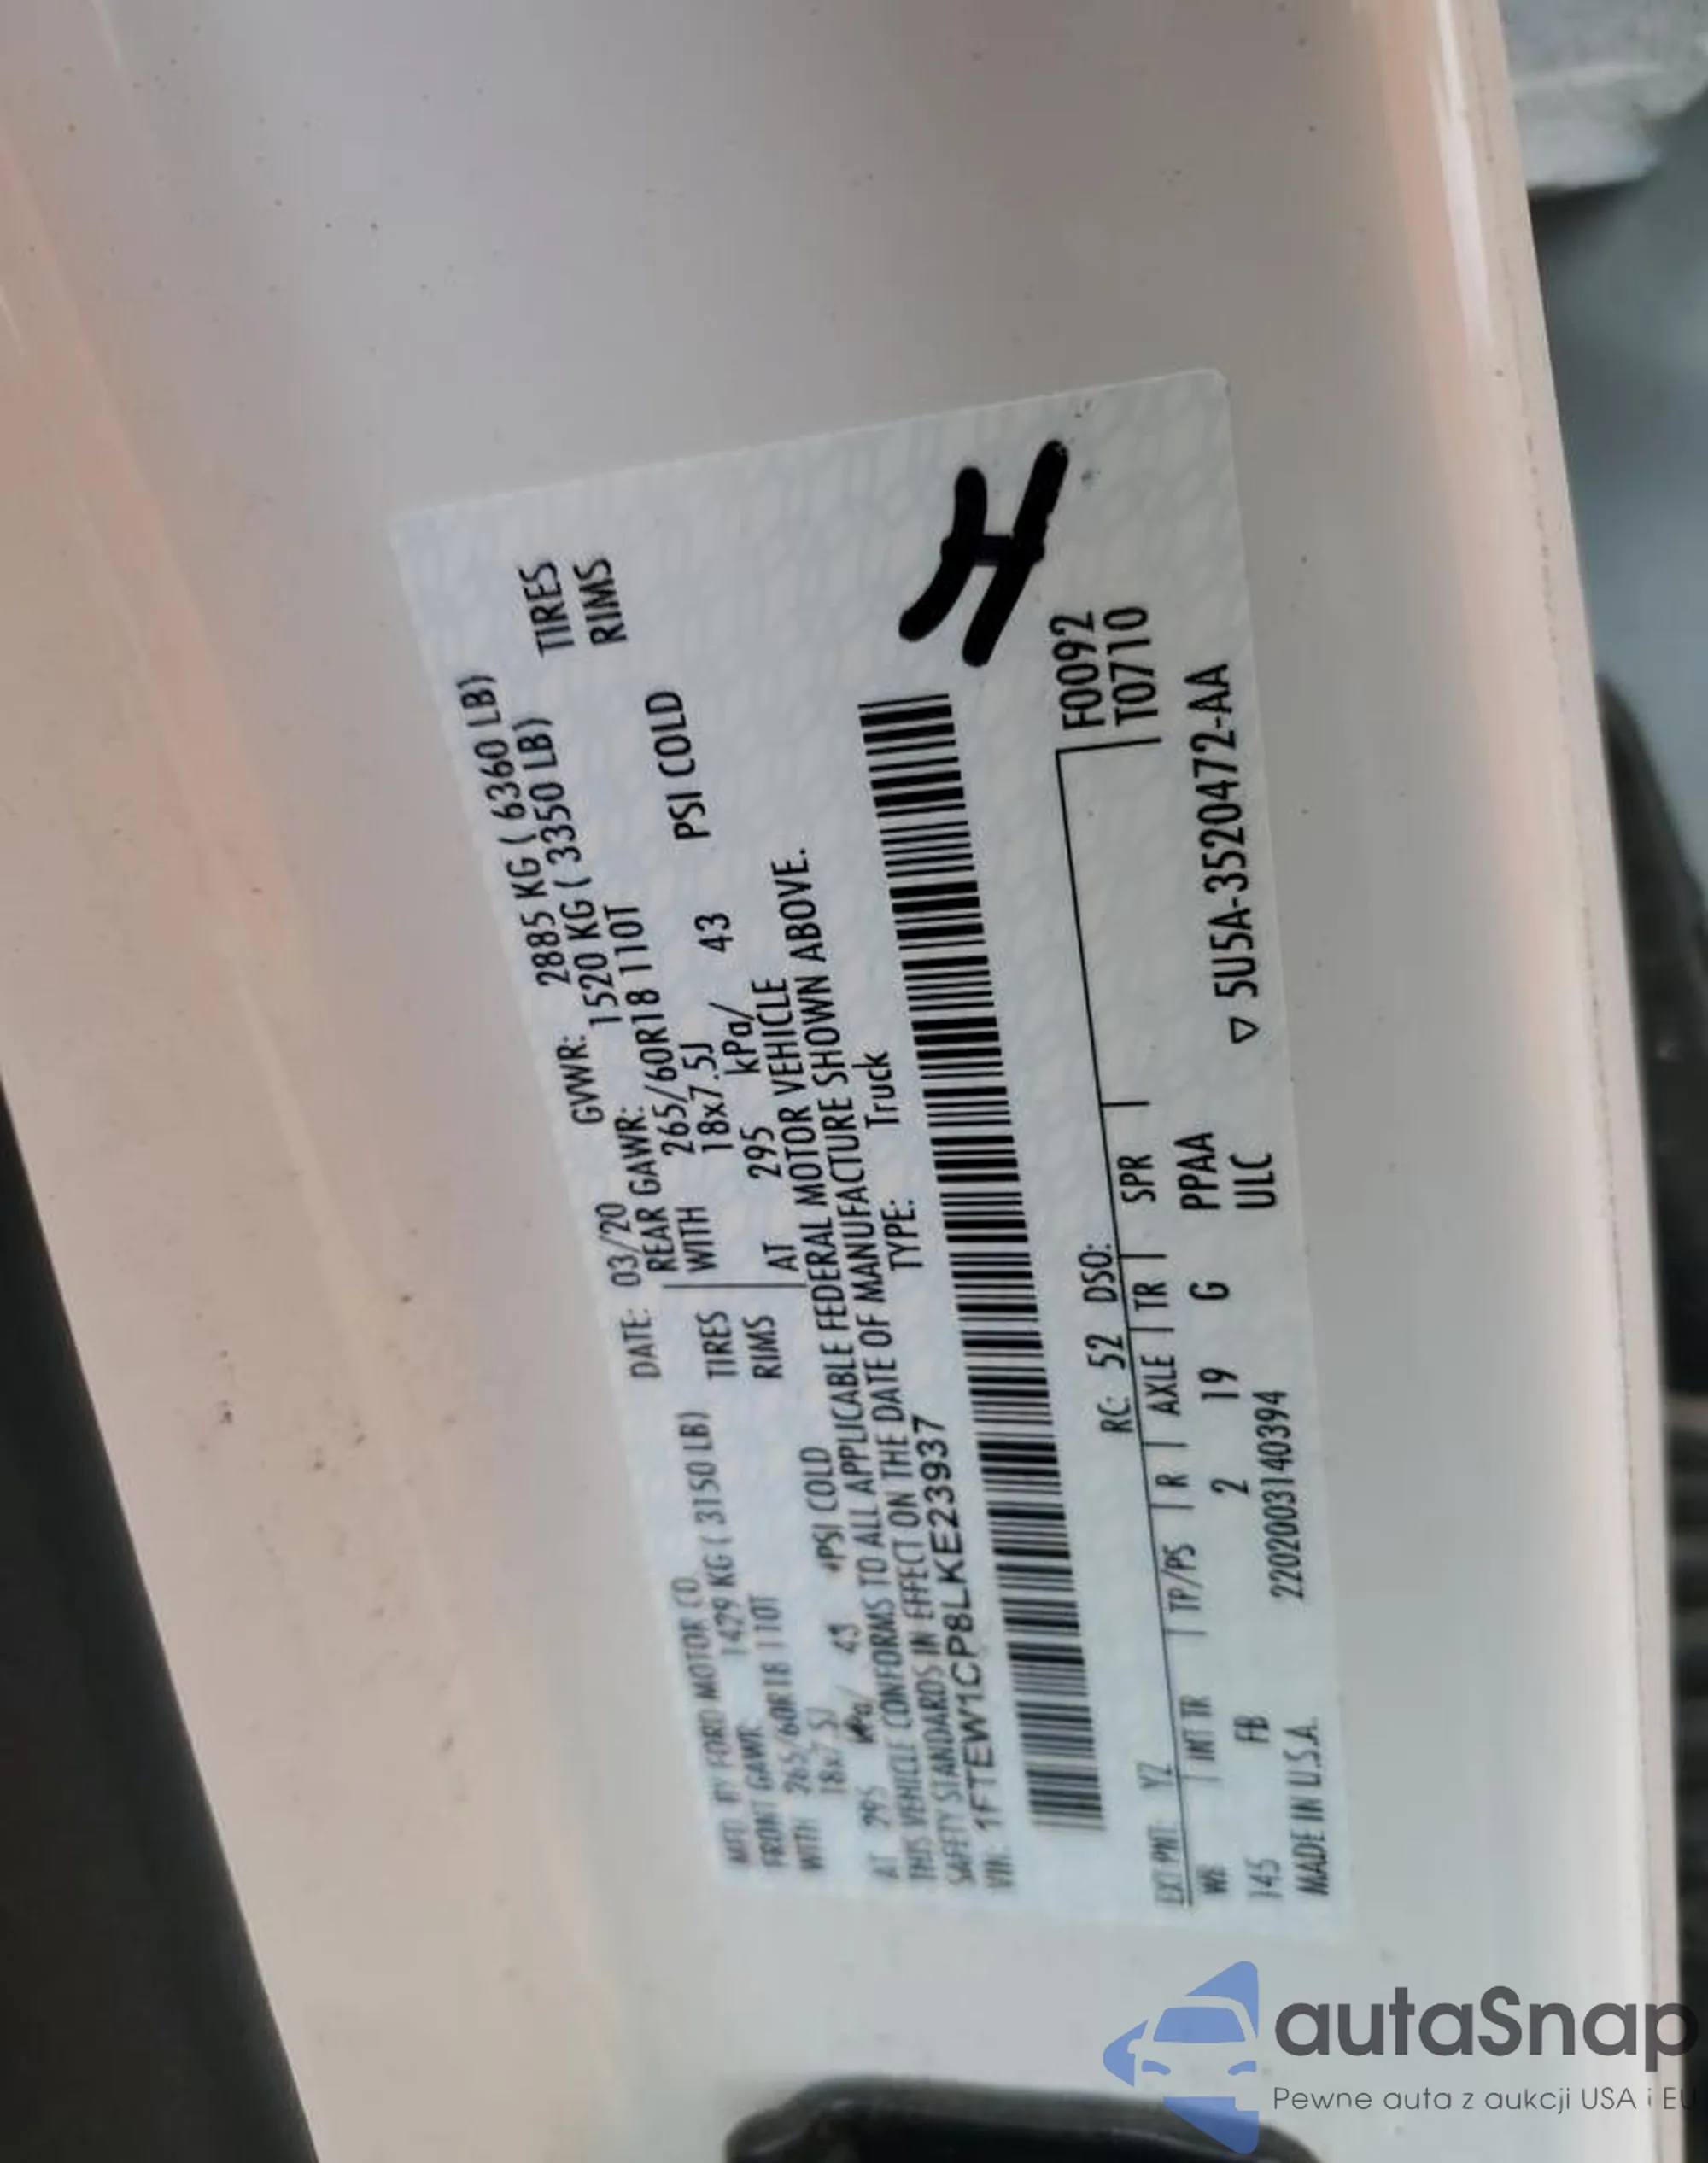 MFD. BY FORD MOTOR CO. DATE: 03/20 GVWR: 2885 KG ( 6360 LB)
FRONT GAWR: 1429 KG ( 3150 LB) REAR GAWR: 1520 KG ( 3350 LB)
WITH 265/60R18 110T TIRES WITH 265/60R18 110T TIRES
18x7.5J RIMS 18x7.5J RIMS
AT 295 kPa/ 43 PSI COLD AT 295 kPa/ 43 PSI COLD
THIS VEHICLE CONFORMS TO ALL APPLICABLE FEDERAL MOTOR VEHICLE
SAFETY STANDARDS IN EFFECT ON THE DATE OF MANUFACTURE SHOWN ABOVE.
VIN: 1FTEW1CP8LKE23937 TYPE: Truck
H
F0092
T0710
EXT PNT: YZ RC: 52 DSO:
WB INT TR TP/PS R AXLE TR SPR
145 FB 2 19 G PPAA
MADE IN U.S.A. 220200314039​4 ULC
▽ 5U5A-3520472-AA
autaSnap
Pewne auta z aukcji USA i EU